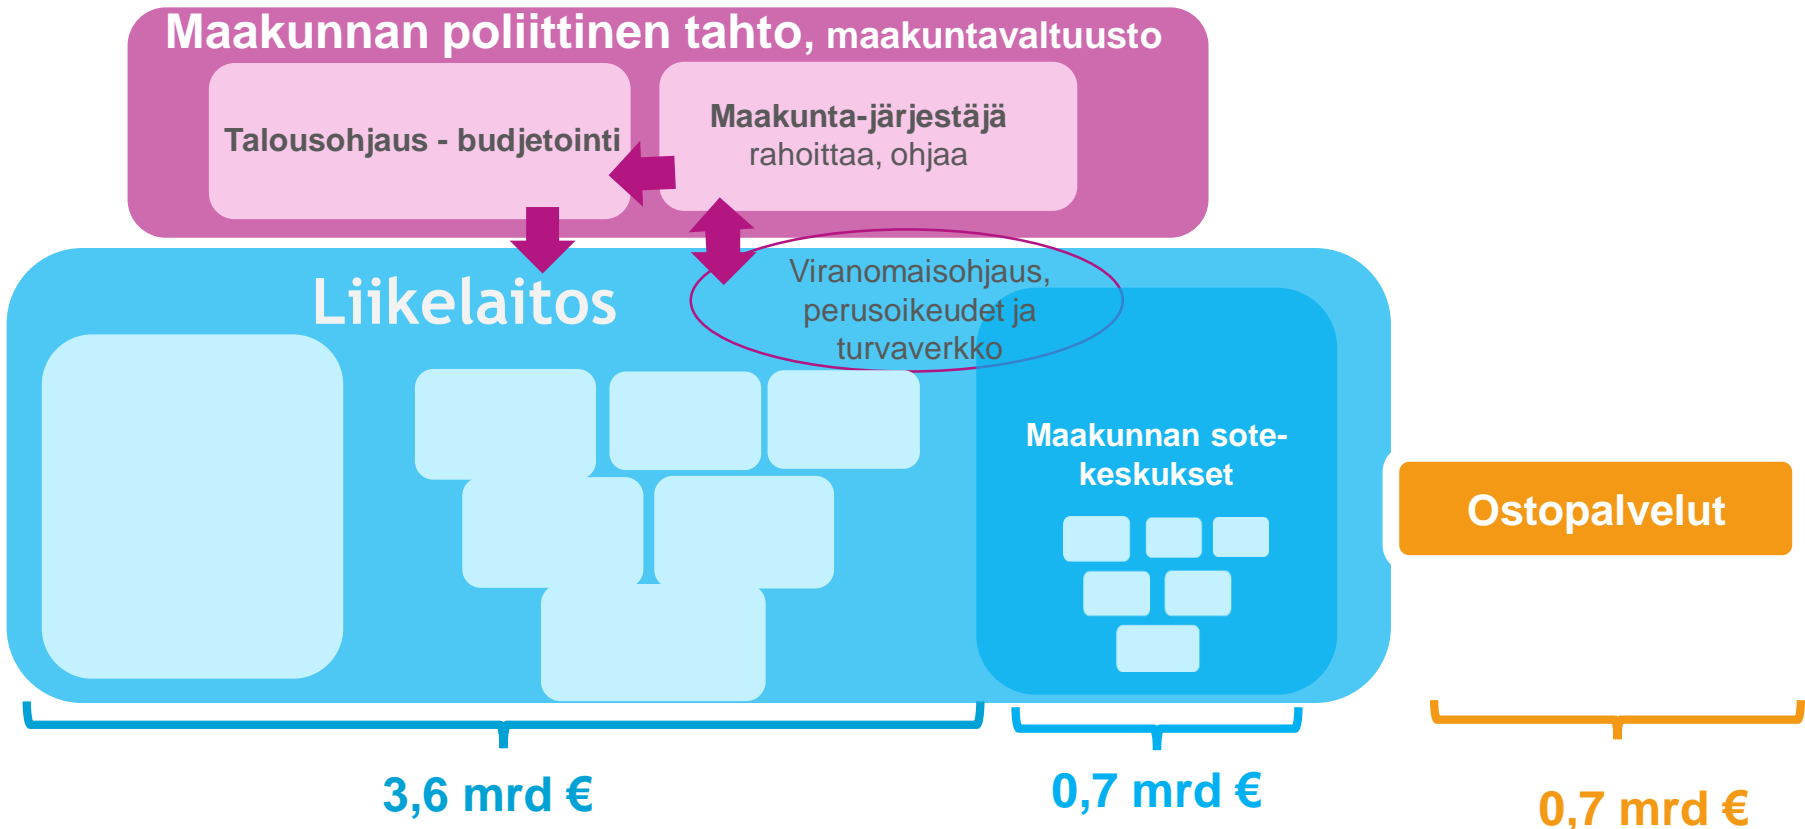 Maakunnan poliittinen tahto, maakuntavaltuusto
Talousohjaus - budjetointi
Maakunta-järjestäjä
rahoittaa, ohjaa
Liikelaitos
Viranomaisohjaus,
perusoikeudet ja
turvaverkko
Maakunnan sote-
keskukset
Ostopalvelut
3,6 mrd €
0,7 mrd €
0,7 mrd €